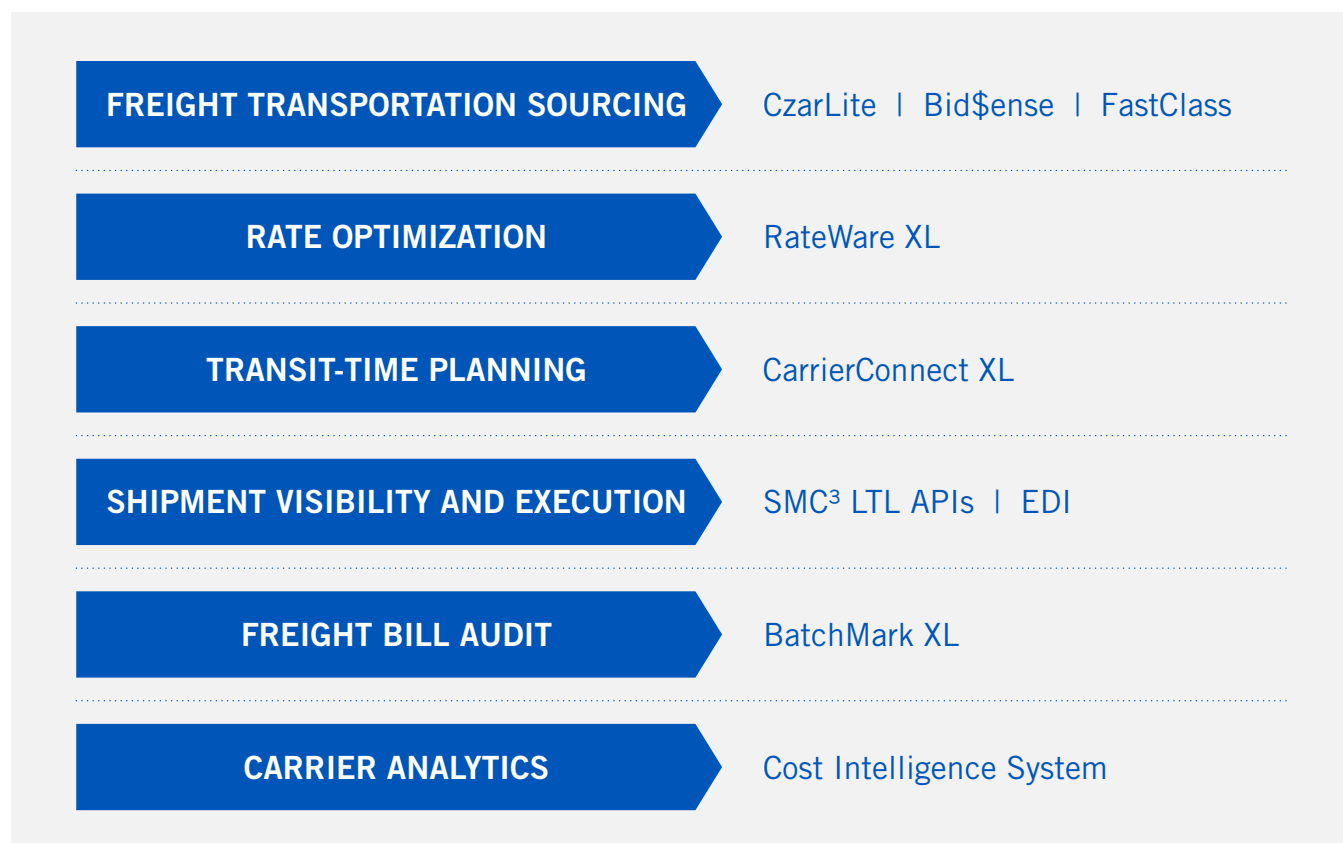 FREIGHT TRANSPORTATION SOURCING CzarLite | Bid$ense | FastClass
RATE OPTIMIZATION RateWare XL
TRANSIT-TIME PLANNING CarrierConnect XL
SHIPMENT VISIBILITY AND EXECUTION SMC³ LTL APIs | EDI
FREIGHT BILL AUDIT BatchMark XL
CARRIER ANALYTICS Cost Intelligence System